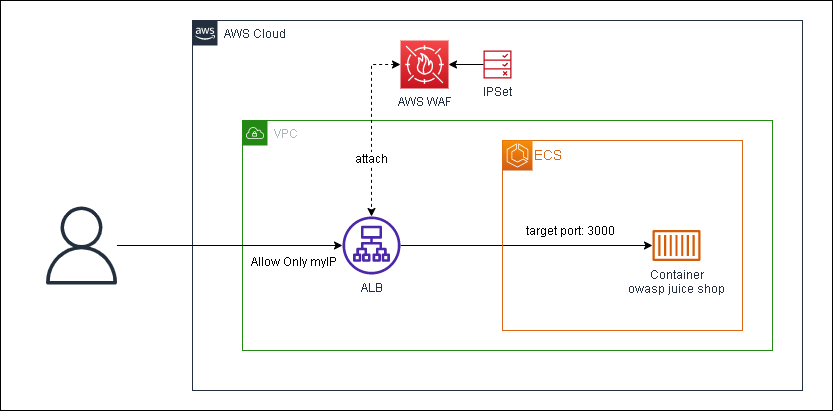 aws
AWS Cloud
AWS WAF
IPSet
VPC
attach
ECS
target port: 3000
Allow Only myIP
ALB
Container
owasp juice shop